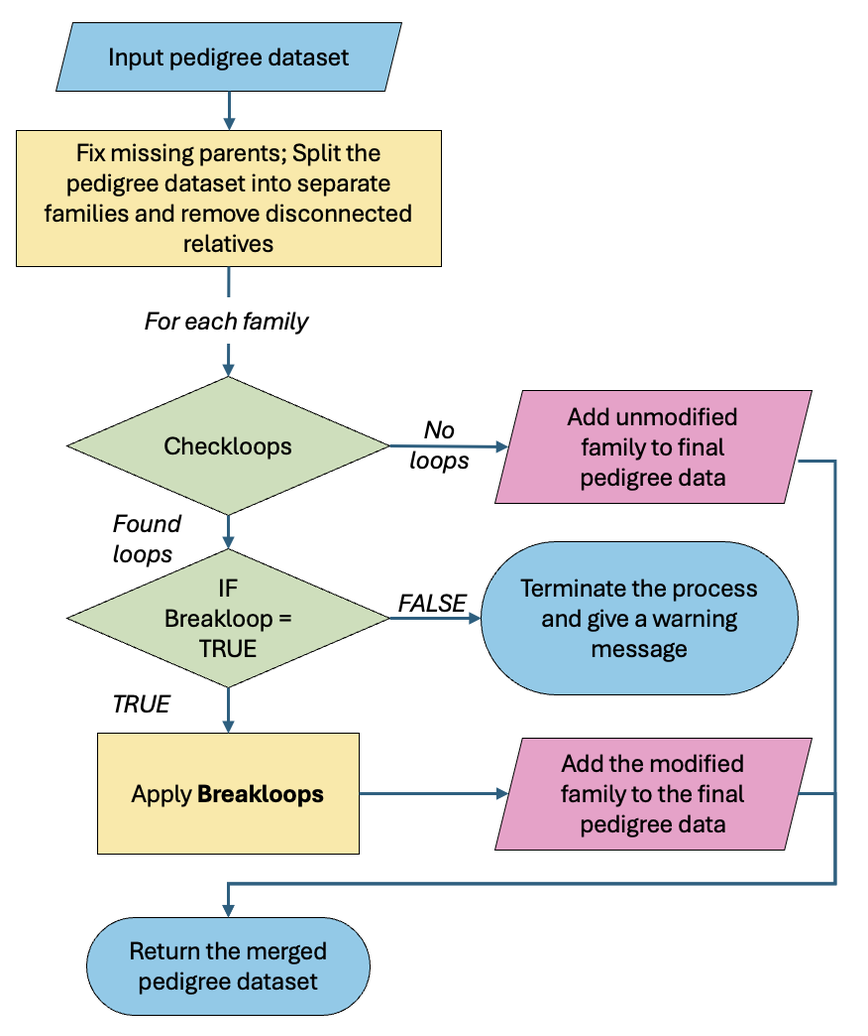 Input pedigree dataset
Fix missing parents; Split the
pedigree dataset into separate
families and remove disconnected
relatives
For each family
Checkloops
No
loops
Add unmodified
family to final
pedigree data
Found
loops
IF
Breakloop =
TRUE
FALSE
Terminate the process
and give a warning
message
TRUE
Apply Breakloops
Add the modified
family to the final
pedigree data
Return the merged
pedigree dataset